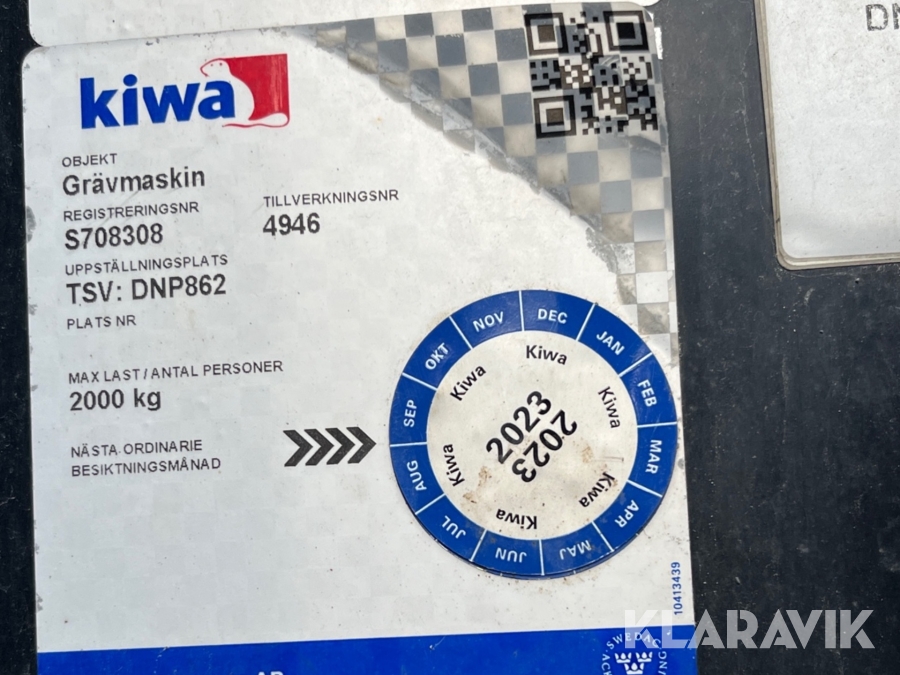 kiwa
OBJEKT
Grävmaskin
REGISTRERINGSNR
S708308
TILLVERKNINGSNR
4946
UPPSTÄLLNINGSPLATS
TSV: DNP862
PLATS NR
MAX LAST/ANTAL PERSONER
2000 kg
NÄSTA ORDINARIE
BESIKTNINGSMÅNAD
JAN
FEB
MAR
APR
MAJ
JUN
JUL
AUG
SEP
OKT
NOV
DEC
Kiwa
Kiwa
Kiwa
Kiwa
Kiwa
Kiwa
2023
2023
10413439
SWEDAC
KLARAVIK